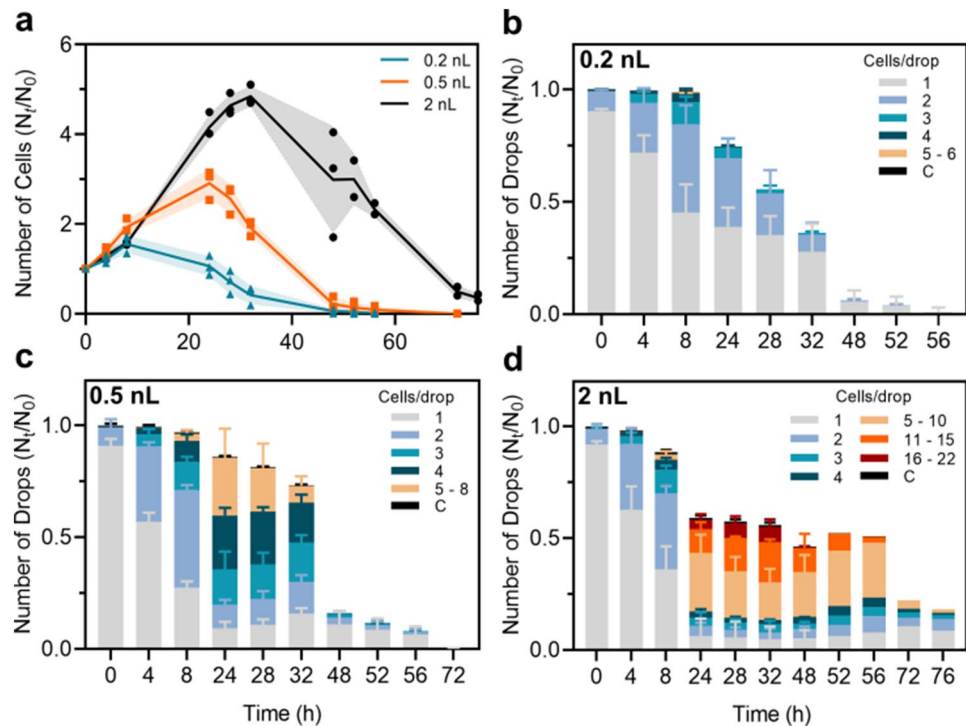 a
Number of Cells (Nt/N0)
6
4
2
0
0 20 40 60
0.2 nL
0.5 nL
2 nL
b
0.2 nL
Number of Drops (Nt/N0)
1.0
0.5
0.0
0 4 8 24 28 32 48 52 56
Cells/drop
1
2
3
4
5 - 6
C
c
0.5 nL
Number of Drops (Nt/N0)
1.0
0.5
0.0
0 4 8 24 28 32 48 52 56 72
Time (h)
Cells/drop
1
2
3
4
5 - 8
C
d
2 nL
Number of Drops (Nt/N0)
1.0
0.5
0.0
0 4 8 24 28 32 48 52 56 72 76
Time (h)
Cells/drop
1
2
3
4
5 - 10
11 - 15
16 - 22
C